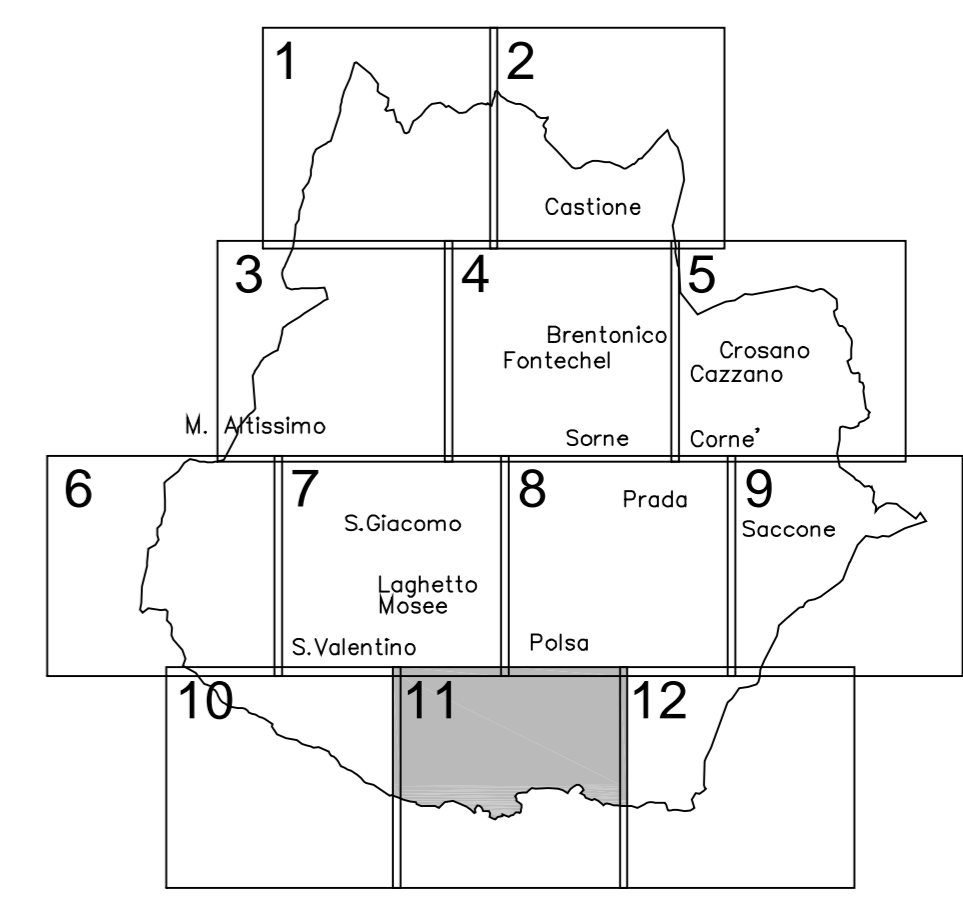 1
2
Castione
3
4
5
Brentonico
Fontechel
Crosano
Cazzano
M. Altissimo
Sorne
Corne'
6
7
8
9
Prada
S.Giacomo
Saccone
Laghetto
Mosee
S.Valentino
Polsa
10
11
12